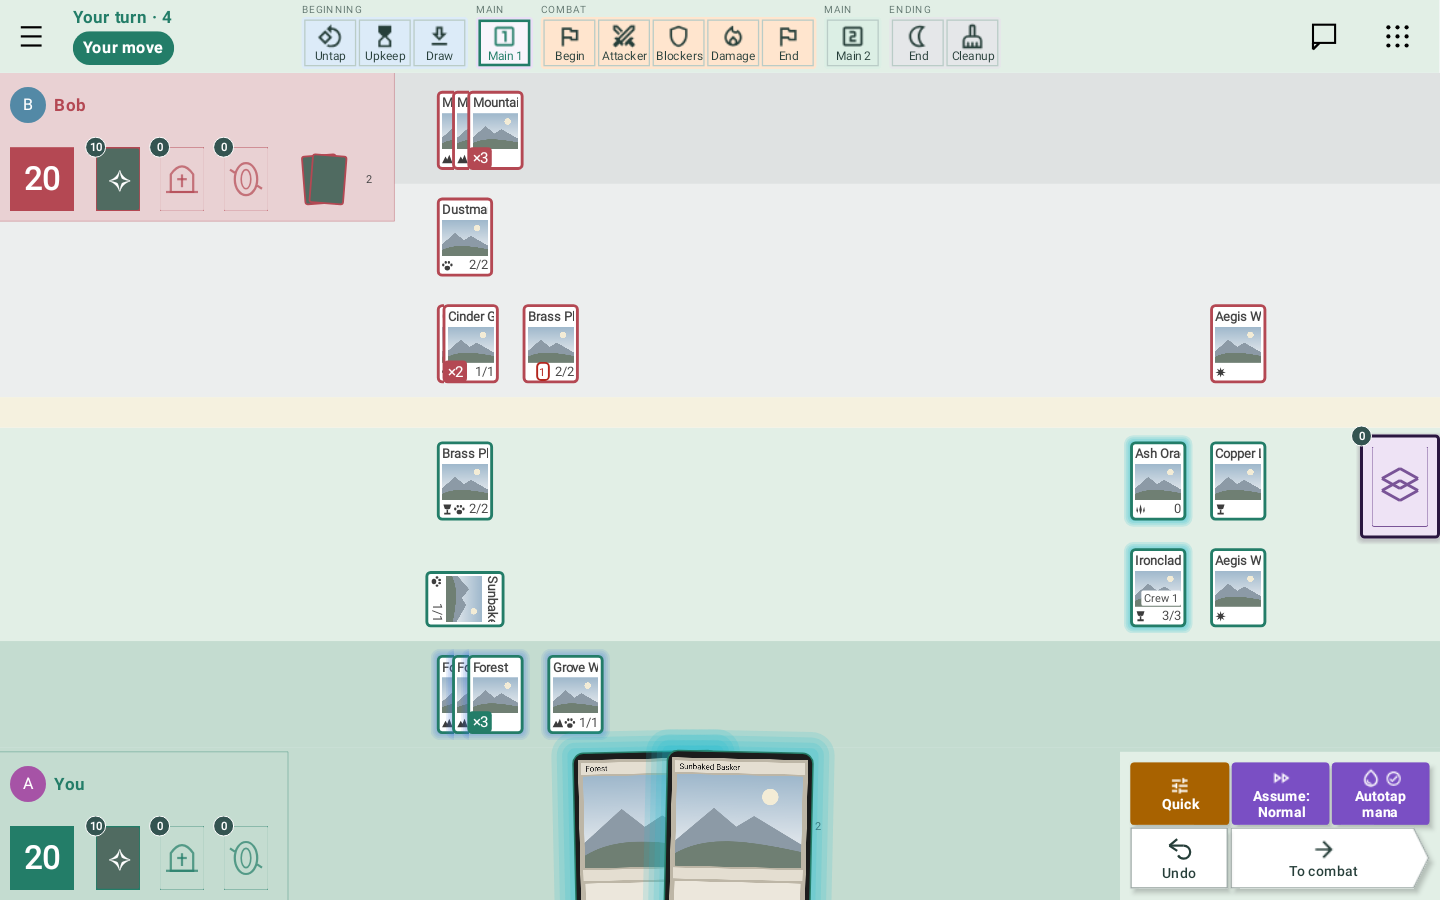 Your turn · 4
Your move
BEGINNING
Untap
Upkeep
Draw
MAIN
Main 1
COMBAT
Begin
Attacker
Blockers
Damage
End
MAIN
Main 2
ENDING
End
Cleanup
B
Bob
20
10
0
0
2
M
M
Mountai
×3
Dustma
2/2
Cinder G
×2
1/1
Brass Pl
1
2/2
Aegis W
Brass Pl
2/2
Ash Ora
0
Copper I
0
Sunbake
1/1
Ironclad
Crew 1
3/3
Aegis W
Fo
Fo
Forest
×3
Grove W
1/1
A
You
20
10
0
0
Forest
Sunbaked Basker
2
Quick
Assume:
Normal
Autotap
mana
Undo
To combat